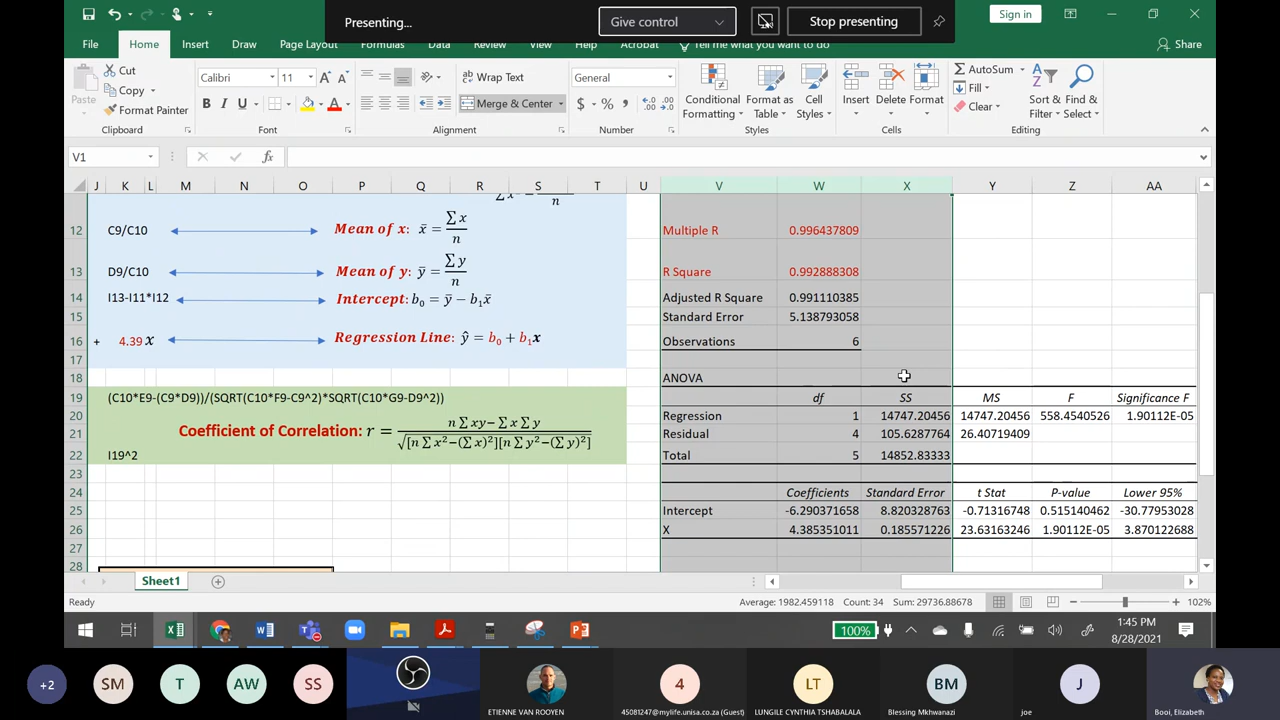 Presenting...
Give control
Stop presenting
Sign in
File Home Insert Draw Page Layout Formulas Data Review View Help Acrobat Tell me what you want to do
Share
Paste
Cut
Copy
Format Painter
Clipboard
Calibri 11
B I U
Font
Wrap Text
Merge & Center
Alignment
General
$ % ,
Number
Conditional Formatting
Format as Table
Cell Styles
Styles
Insert Delete Format
Cells
AutoSum
Fill
Clear
Sort & Filter
Find & Select
Editing
V1
fx
J K L M N O P Q R S T U V W X Y Z AA
n
12 C9/C10 Mean of x: x̄ = ∑x / n Multiple R 0.996437809
13 D9/C10 Mean of y: ȳ = ∑y / n R Square 0.992888308
14 I13-I11*I12 Intercept: b₀ = ȳ − b₁x̄ Adjusted R Square 0.991110385
15 Standard Error 5.138793058
16 + 4.39 x Regression Line: ŷ = b₀ + b₁x Observations 6
17
18 ANOVA
19 (C10*E9-(C9*D9))/(SQRT(C10*F9-C9^2)*SQRT(C10*G9-D9^2)) df SS MS F Significance F
20 Regression 1 14747.20456 14747.20456 558.4540526 1.90112E-05
21 Coefficient of Correlation: r = n∑xy−∑x∑y / √[n∑x²−(∑x)²][n∑y²−(∑y)²] Residual 4 105.6287764 26.40719409
22 I19^2 Total 5 14852.83333
23
24 Coefficients Standard Error t Stat P-value Lower 95%
25 Intercept -6.290371658 8.820328763 -0.71316748 0.515140462 -30.77953028
26 X 4.385351011 0.185571226 23.63163246 1.90112E-05 3.870122688
27
28
Sheet1
Ready
Average: 1982.459118 Count: 34 Sum: 29736.88678
102%
100%
1:45 PM
8/28/2021
+2
SM
T
AW
SS
ETIENNE VAN ROOYEN
4
45081247@mylife.unisa.co.za (Guest)
LT
LUNGILE CYNTHIA TSHABALALA
BM
Blessing Mkhwanazi
J
joe
Booi, Elizabeth